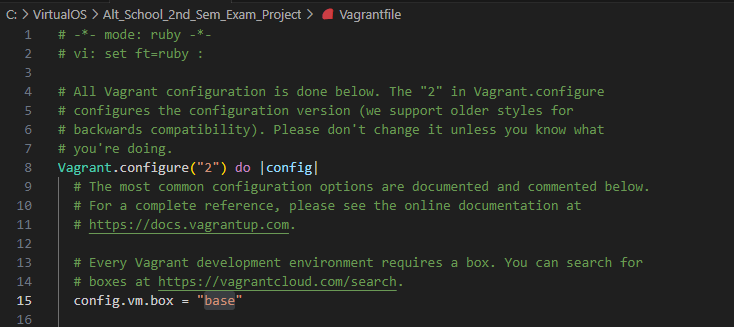 C: > VirtualOS > Alt_School_2nd_Sem_Exam_Project > Vagrantfile
1 # -*- mode: ruby -*-
2 # vi: set ft=ruby :
3
4 # All Vagrant configuration is done below. The "2" in Vagrant.configure
5 # configures the configuration version (we support older styles for
6 # backwards compatibility). Please don't change it unless you know what
7 # you're doing.
8 Vagrant.configure("2") do |config|
9 # The most common configuration options are documented and commented below.
10 # For a complete reference, please see the online documentation at
11 # https://docs.vagrantup.com.
12
13 # Every Vagrant development environment requires a box. You can search for
14 # boxes at https://vagrantcloud.com/search.
15 config.vm.box = "base"
16